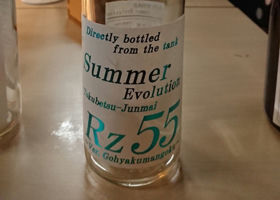 Directly bottled
from the tank
Summer
Evolution
Tokubetsu-Junmai
Rz55
Gohyakumangoku